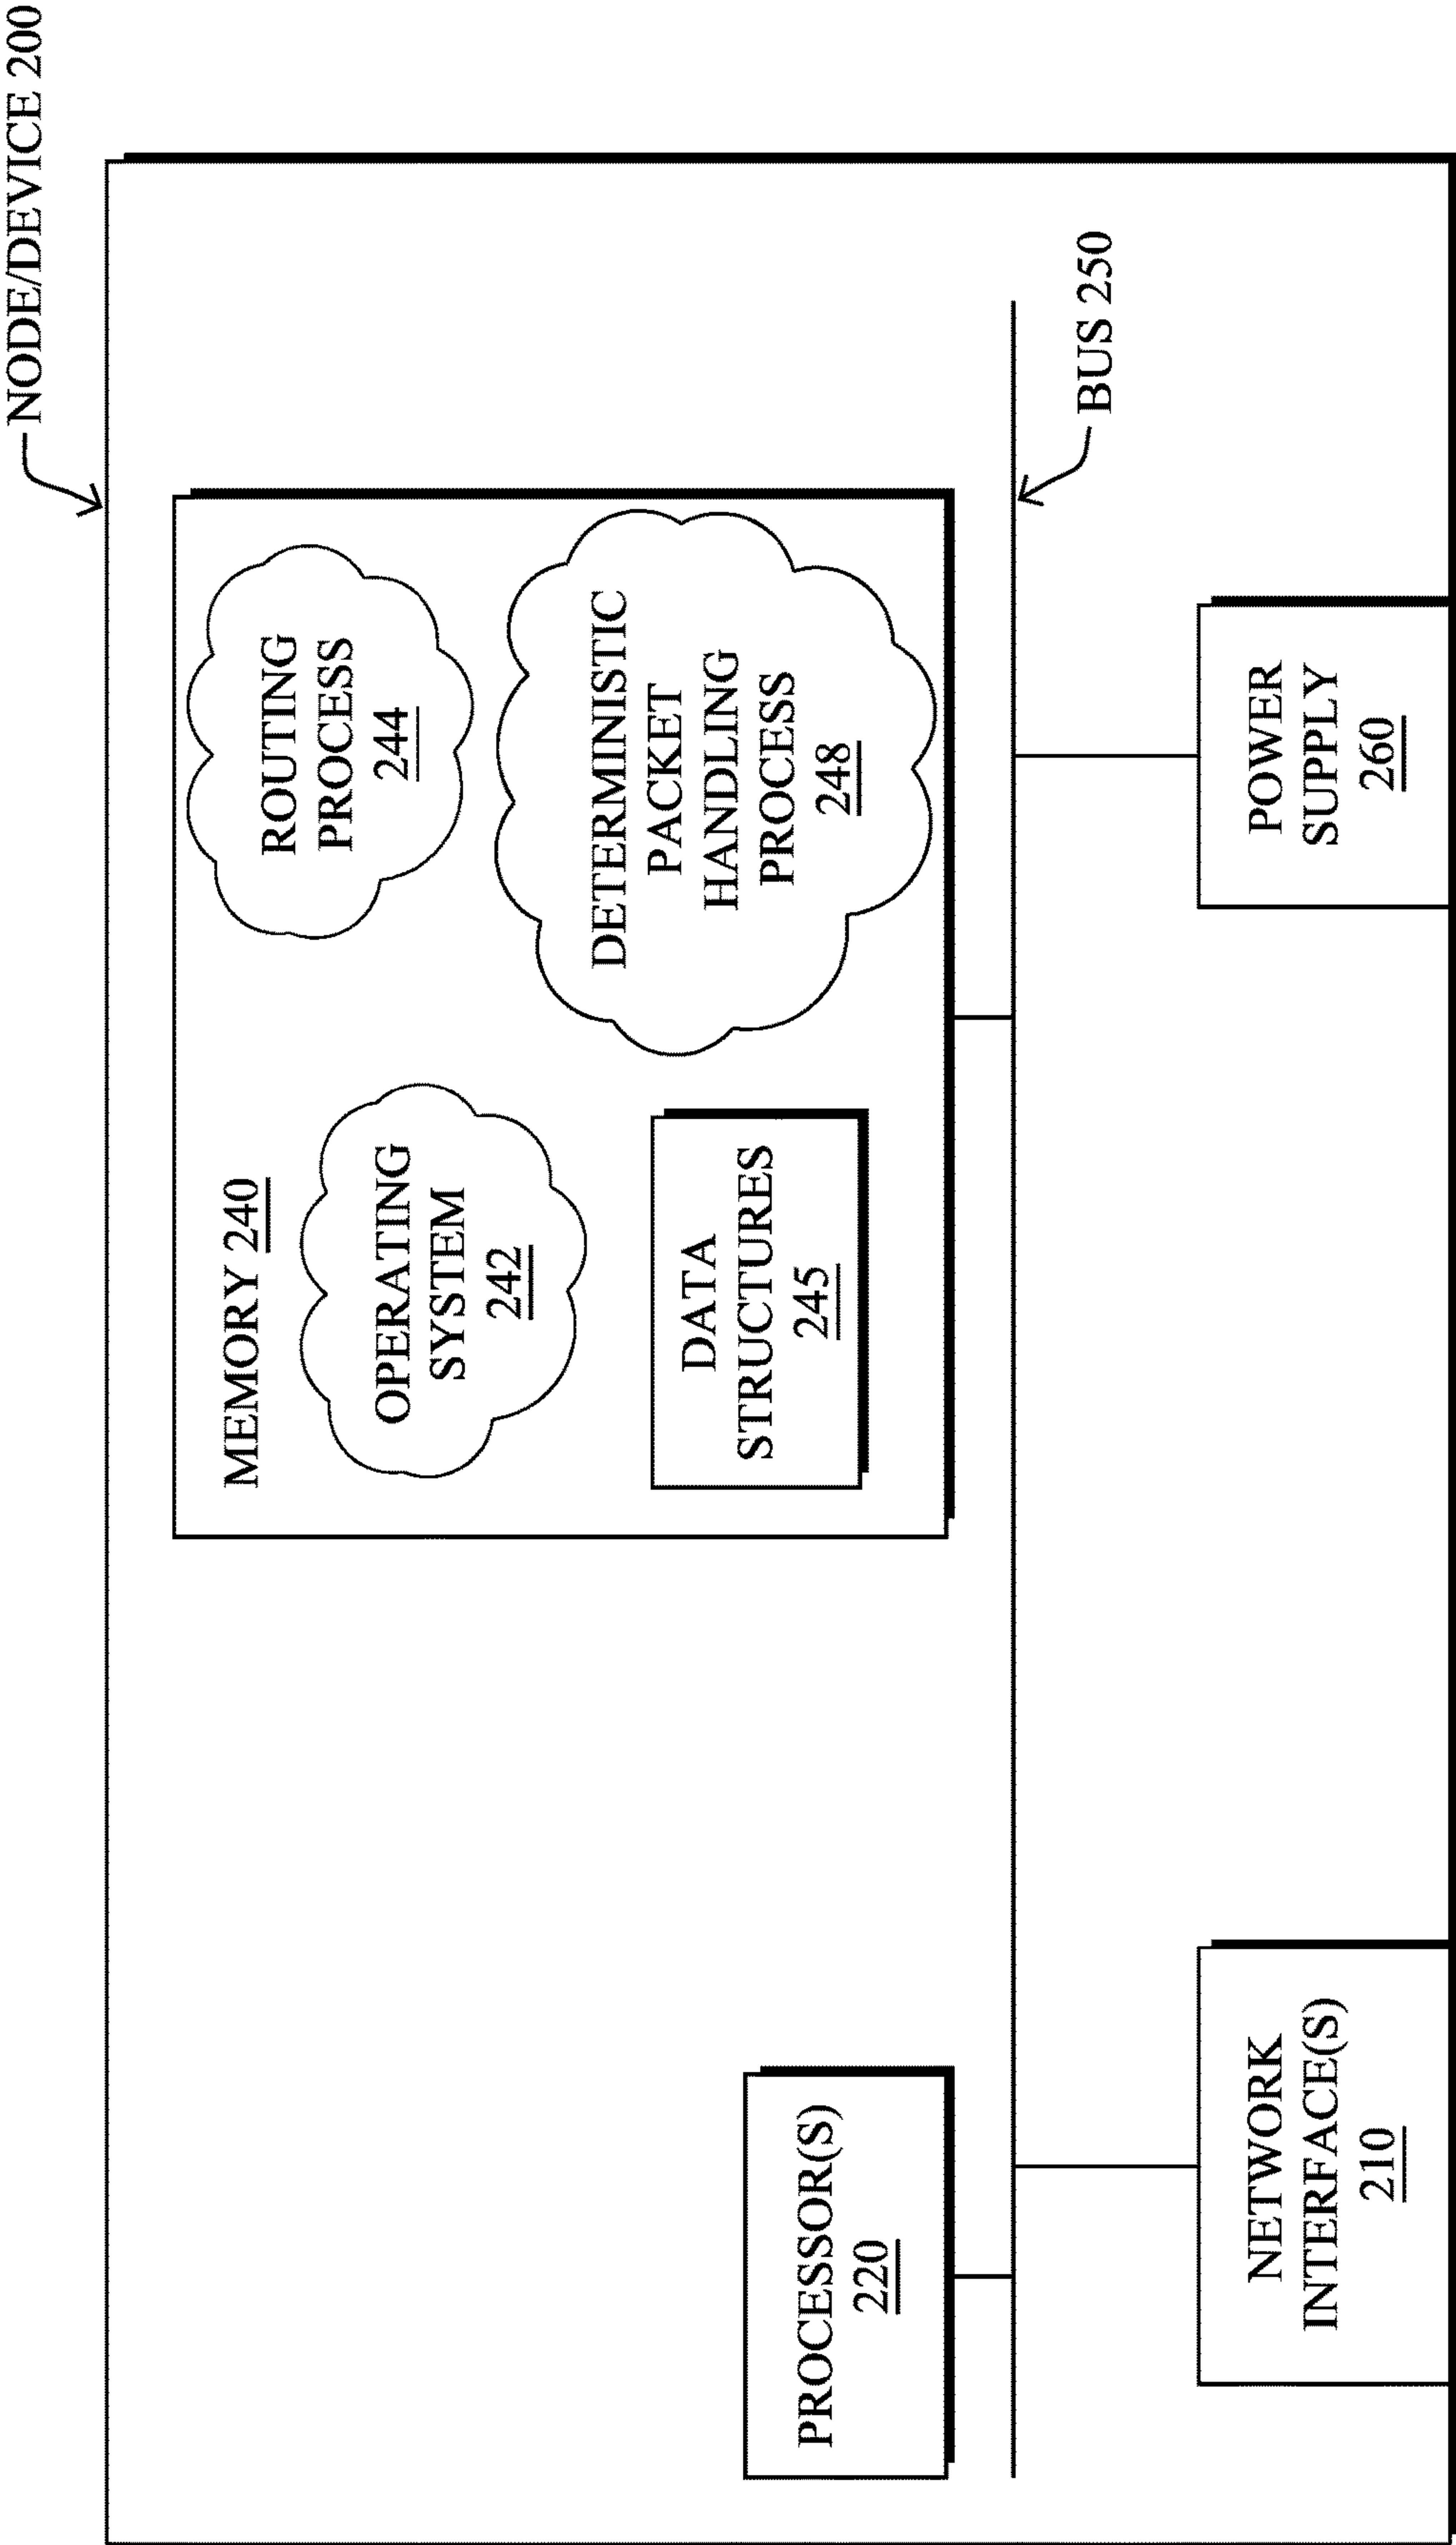 NODE/DEVICE 200
MEMORY 240
OPERATING
SYSTEM
242
ROUTING
PROCESS
244
DATA
STRUCTURES
245
DETERMINISTIC
PACKET
HANDLING
PROCESS
248
PROCESSOR(S)
220
BUS 250
NETWORK
INTERFACE(S)
210
POWER
SUPPLY
260